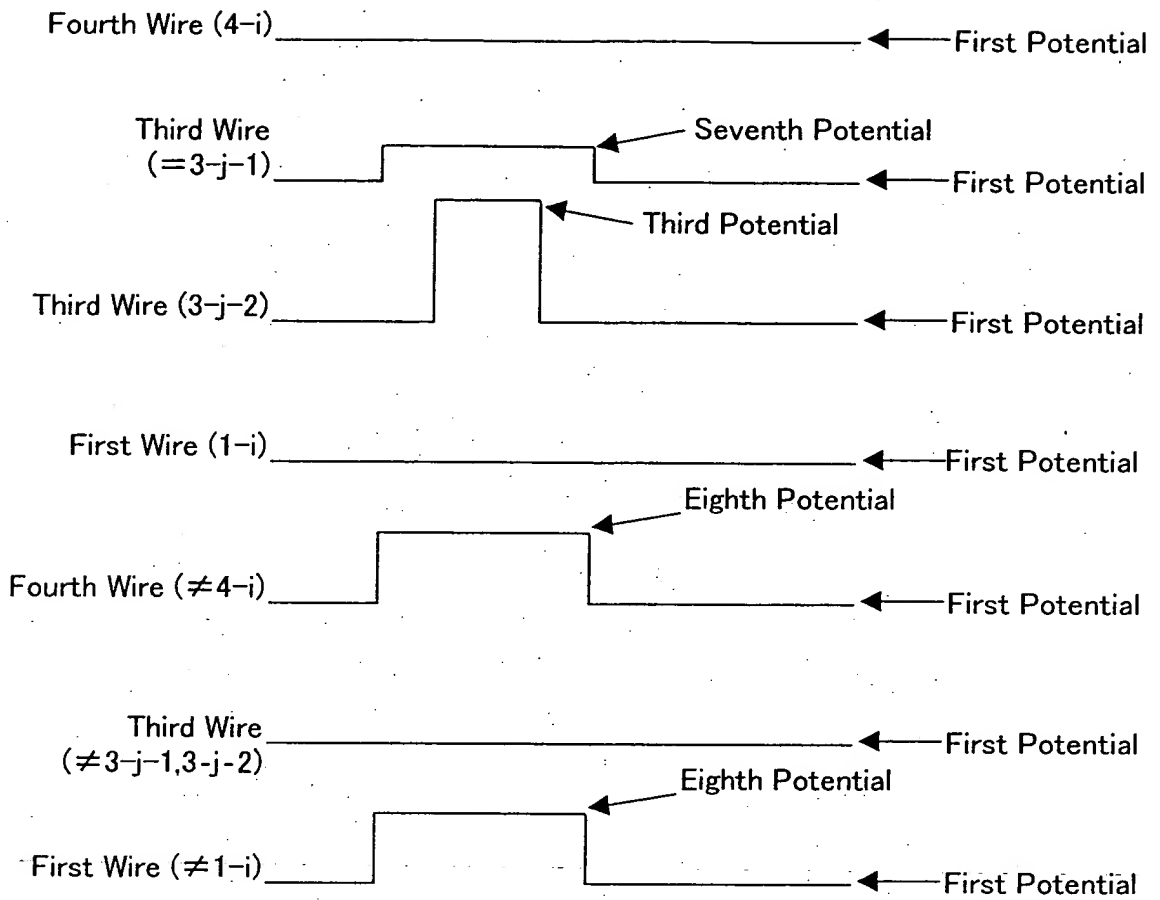 Fourth Wire (4-i)
First Potential
Third Wire
(=3-j-1)
Seventh Potential
First Potential
Third Potential
Third Wire (3-j-2)
First Potential
First Wire (1-i)
First Potential
Eighth Potential
Fourth Wire (≠4-i)
First Potential
Third Wire
(≠3-j-1,3-j-2)
First Potential
Eighth Potential
First Wire (≠1-i)
First Potential